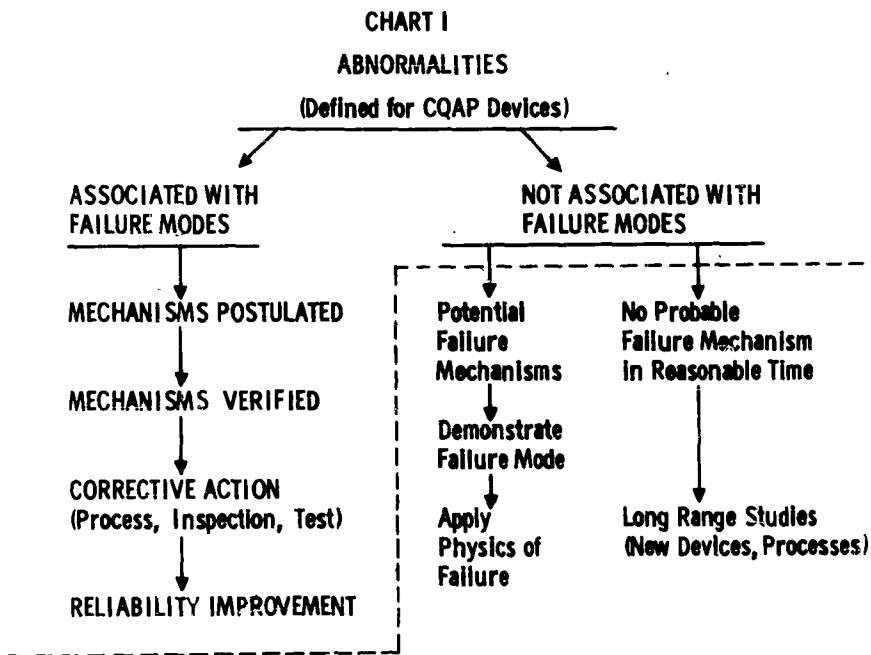 CHART I
ABNORMALITIES
(Defined for CQAP Devices)
ASSOCIATED WITH
FAILURE MODES
MECHANISMS POSTULATED
MECHANISMS VERIFIED
CORRECTIVE ACTION
(Process, Inspection, Test)
RELIABILITY IMPROVEMENT
NOT ASSOCIATED WITH
FAILURE MODES
Potential
Failure
Mechanisms
Demonstrate
Failure Mode
Apply
Physics of
Failure
No Probable
Failure Mechanism
in Reasonable Time
Long Range Studies
(New Devices, Processes)